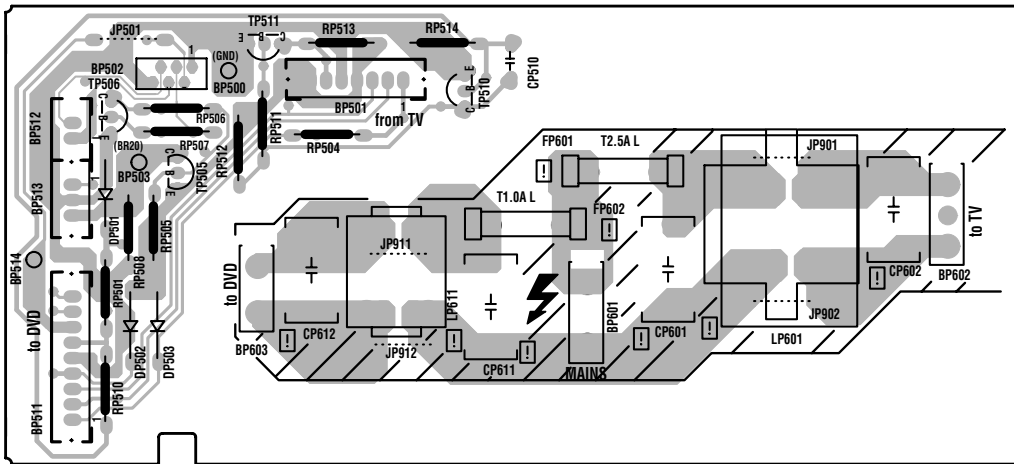 JP501
TP511
RP513
RP514
C
B
E
E
B
C
TP510
CP510
BP502
1
(GND)
BP500
TP506
C
B
E
RP506
RP507
BP512
RP511
RP512
BP501
1
from TV
RP504
(BR20)
BP503
C
B
E
TP505
BP513
1
DP501
RP508
RP505
BP514
RP501
to DVD
DP502
DP503
RP510
BP511
1
FP601
T2.5A L
!
T1.0A L
FP602
!
JP901
to TV
BP602
CP602
!
JP902
LP601
to DVD
BP603
JP911
CP612
!
JP912
LP611
!
CP611
!
BP601
MAINS
CP601
!